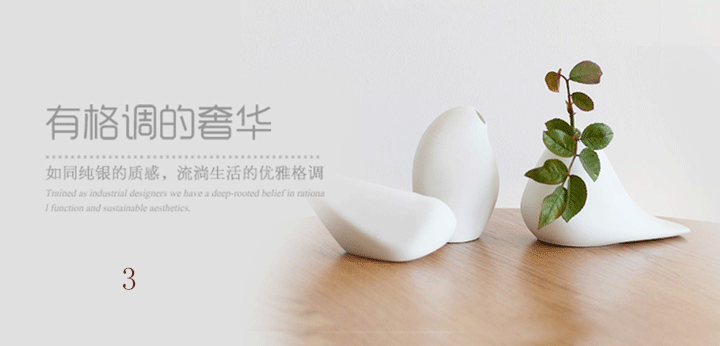 有格调的奢华
如同纯银的质感，流淌生活的优雅格调
Trained as industrial designers we have a deep-rooted belief in rationa
l function and sustainable aesthetics.
3